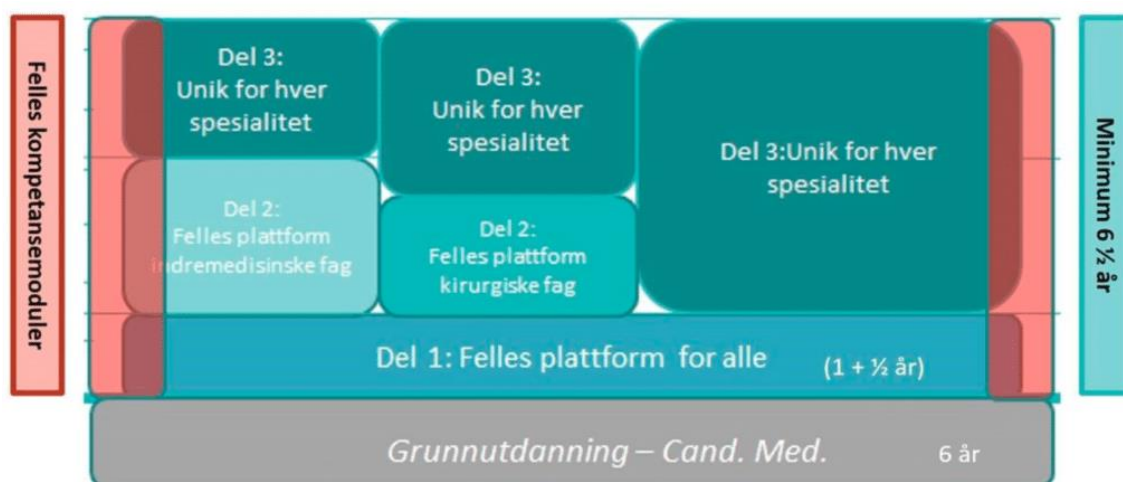 Felles kompetansemoduler
Del 3:
Unik for hver
spesialitet
Del 2:
Felles plattform
indremedisinske fag
Del 3:
Unik for hver
spesialitet
Del 2:
Felles plattform
kirurgiske fag
Del 3:Unik for hver
spesialitet
Del 1: Felles plattform for alle (1 + ½ år)
Grunnutdanning – Cand. Med. 6 år
Minimum 6 ½ år